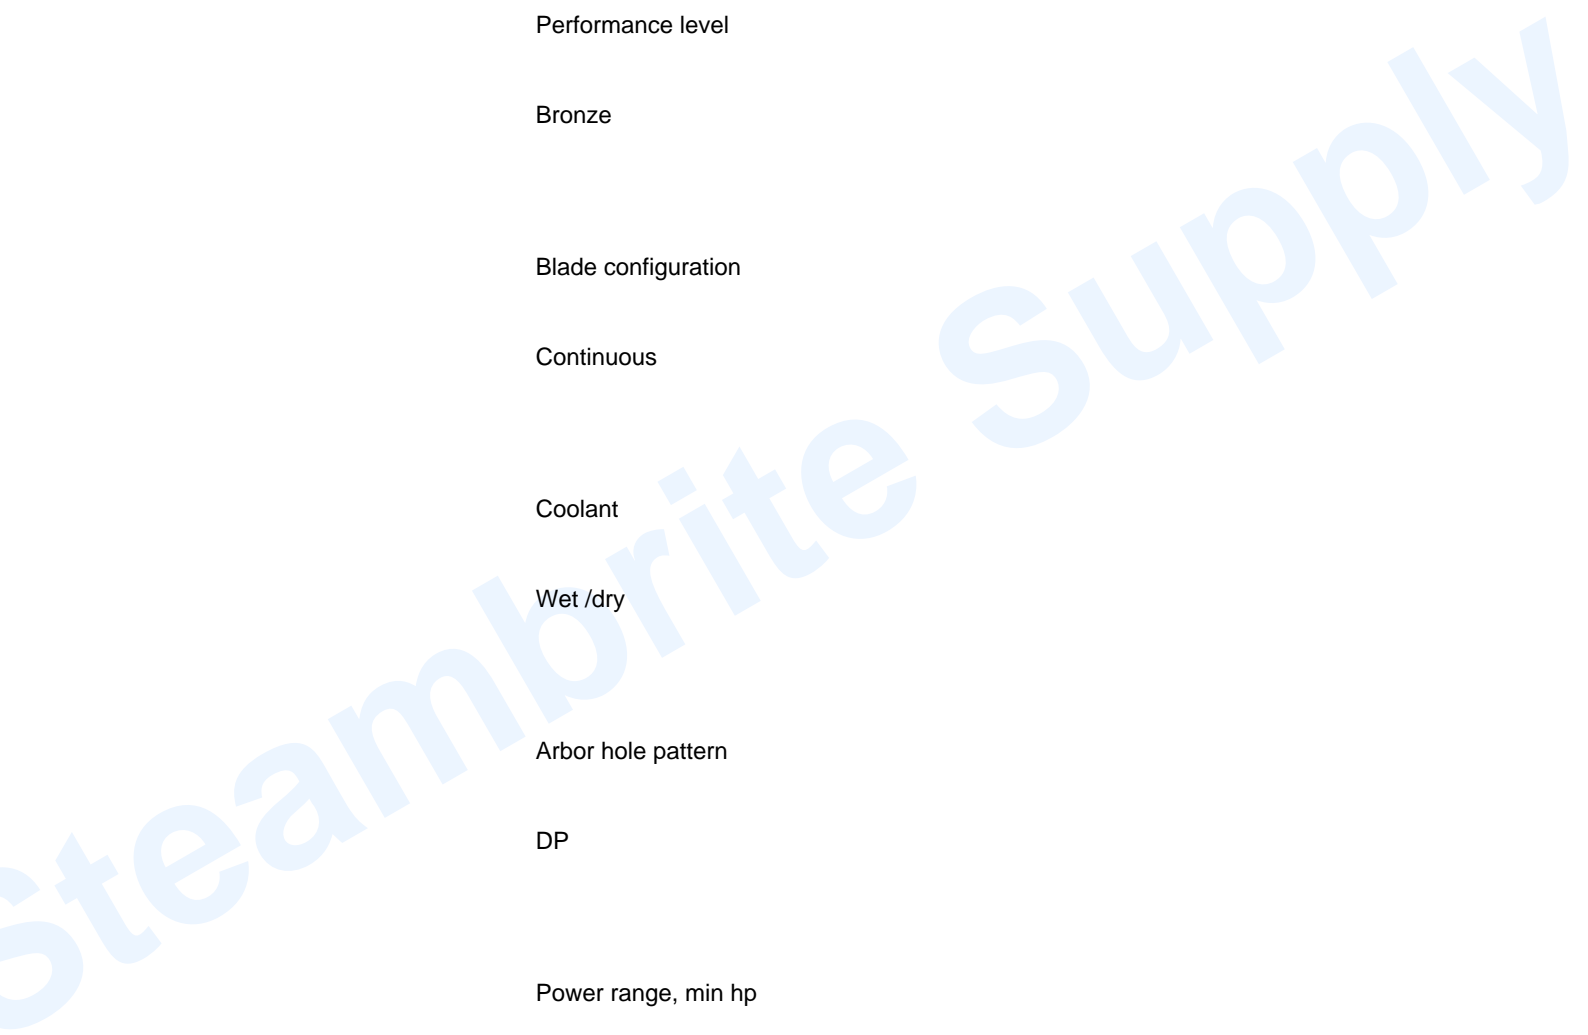 Performance level
Bronze
Blade configuration
Continuous
Coolant
Wet /dry
Arbor hole pattern
DP
Power range, min hp
Steambrite Supply